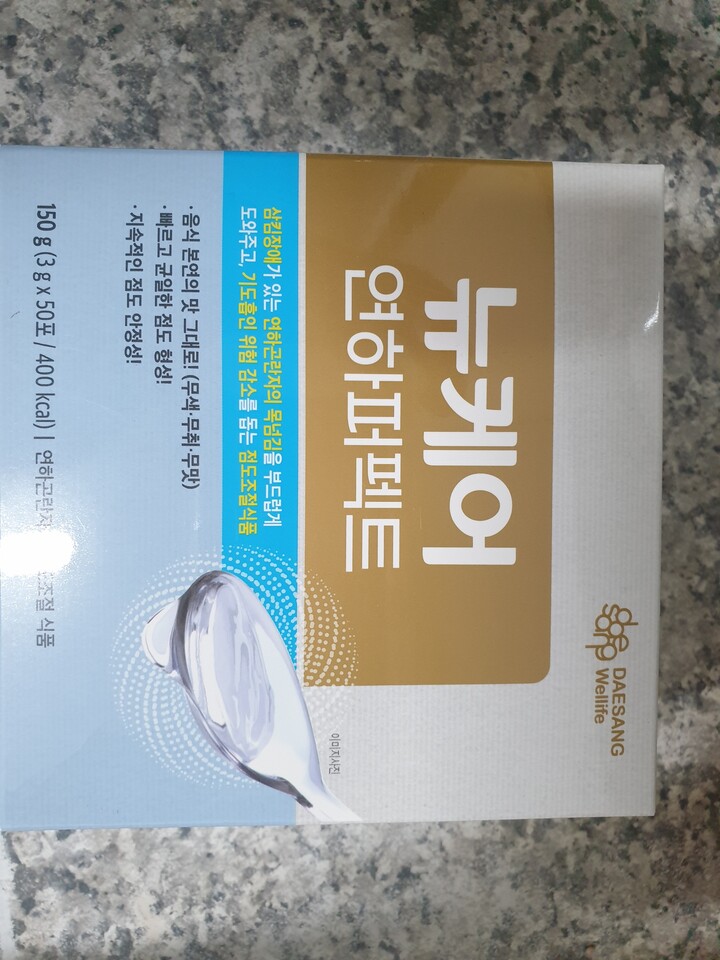 daesang
DAESANG
Wellife
뉴케어
연하퍼펙트
삼킴장애가 있는 연하곤란자의 목넘김을 부드럽게
도와주고, 기도흡인 위험 감소를 돕는 점도조절식품
· 음식 본연의 맛 그대로! (무색·무취·무맛)
· 빠르고 균일한 점도 형성!
· 지속적인 점도 안정성!
이미지사진
150 g (3 g x 50포 / 400 kcal) | 연하곤란자 점도조절 식품